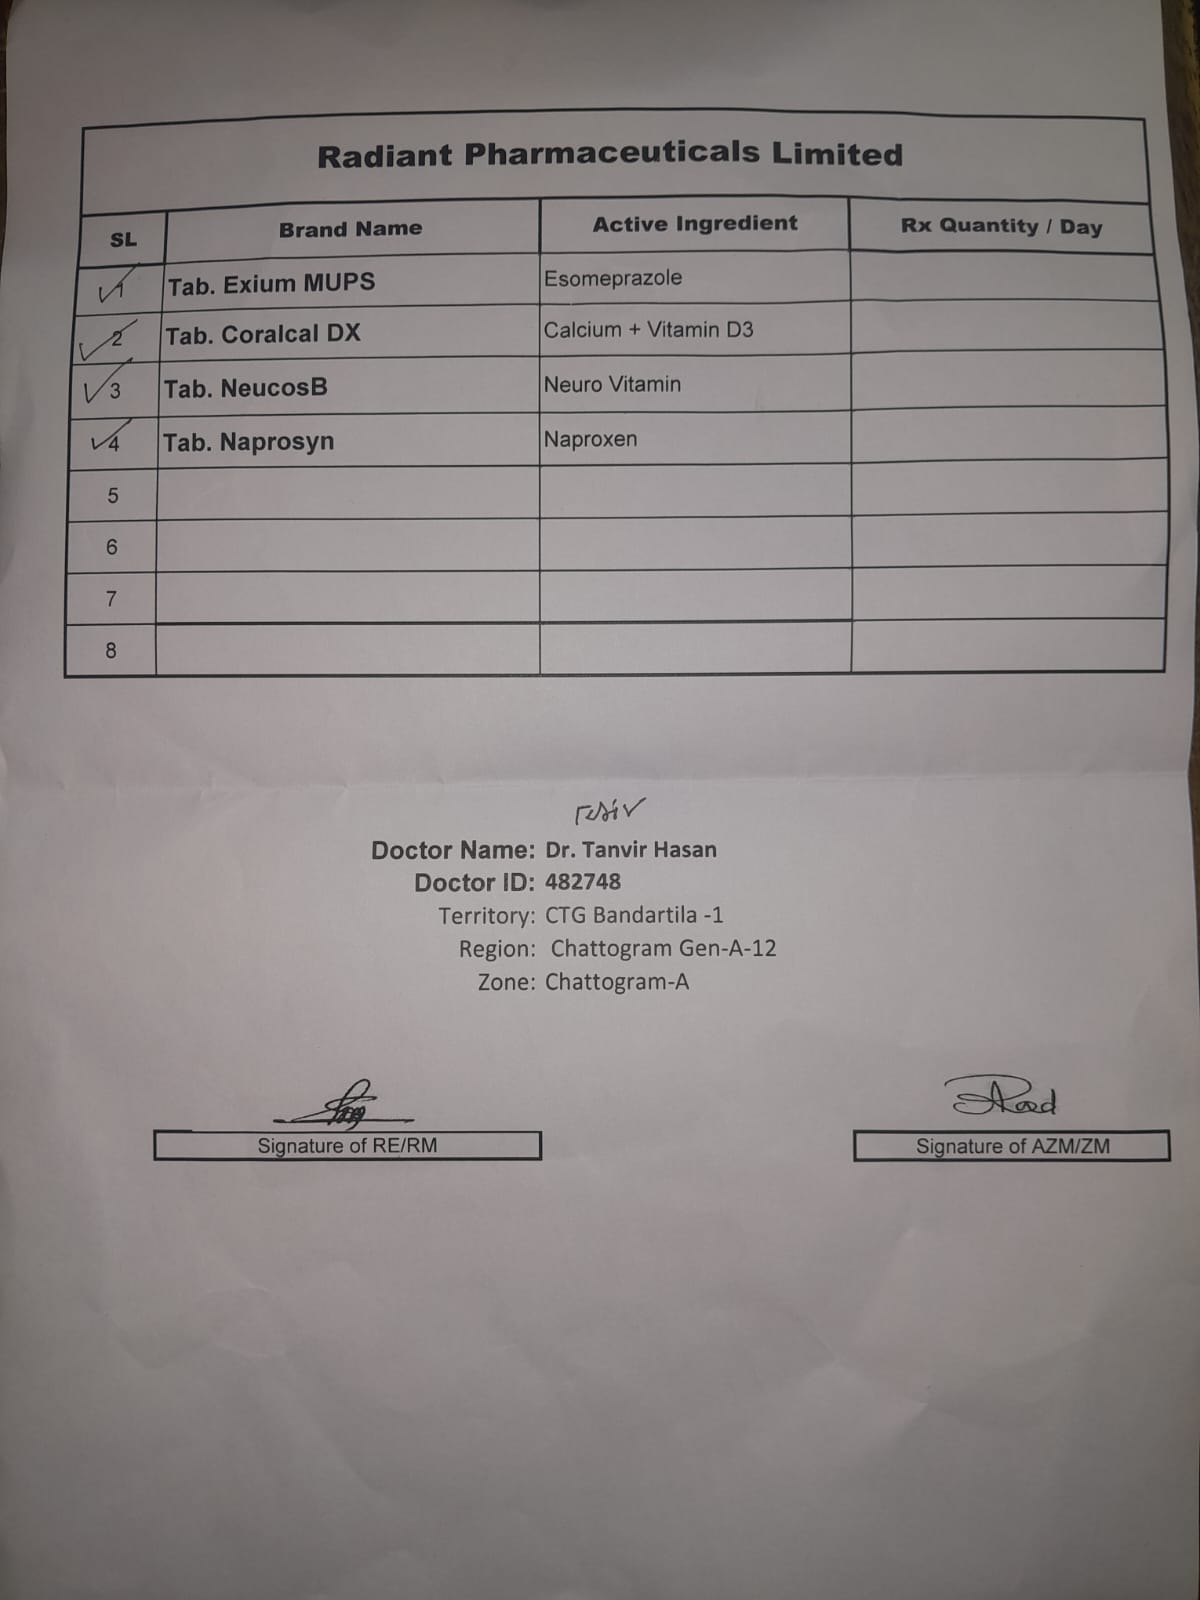 Radiant Pharmaceuticals Limited
SL Brand Name Active Ingredient Rx Quantity / Day
1 Tab. Exium MUPS Esomeprazole
2 Tab. Coralcal DX Calcium + Vitamin D3
3 Tab. NeucosB Neuro Vitamin
4 Tab. Naprosyn Naproxen
5
6
7
8
Doctor Name: Dr. Tanvir Hasan
Doctor ID: 482748
Territory: CTG Bandartila -1
Region: Chattogram Gen-A-12
Zone: Chattogram-A
Signature of RE/RM Signature of AZM/ZM